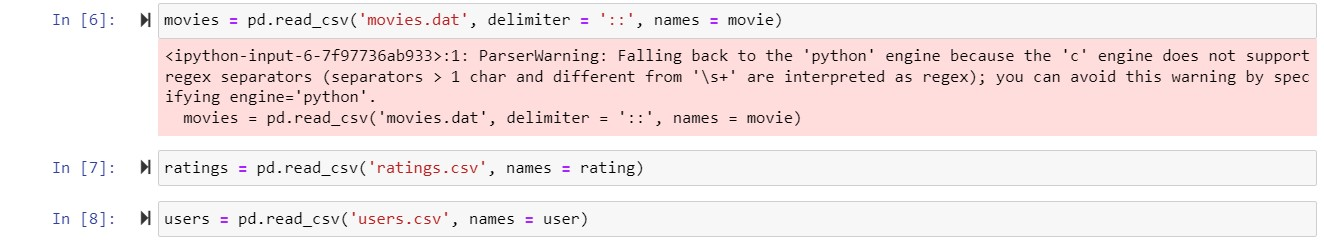 In [6]: movies = pd.read_csv('movies.dat', delimiter = '::', names = movie)
<ipython-input-6-7f97736ab933>:1: ParserWarning: Falling back to the 'python' engine because the 'c' engine does not support
regex separators (separators > 1 char and different from '\s+' are interpreted as regex); you can avoid this warning by spec
ifying engine='python'.
movies = pd.read_csv('movies.dat', delimiter = '::', names = movie)
In [7]: ratings = pd.read_csv('ratings.csv', names = rating)
In [8]: users = pd.read_csv('users.csv', names = user)